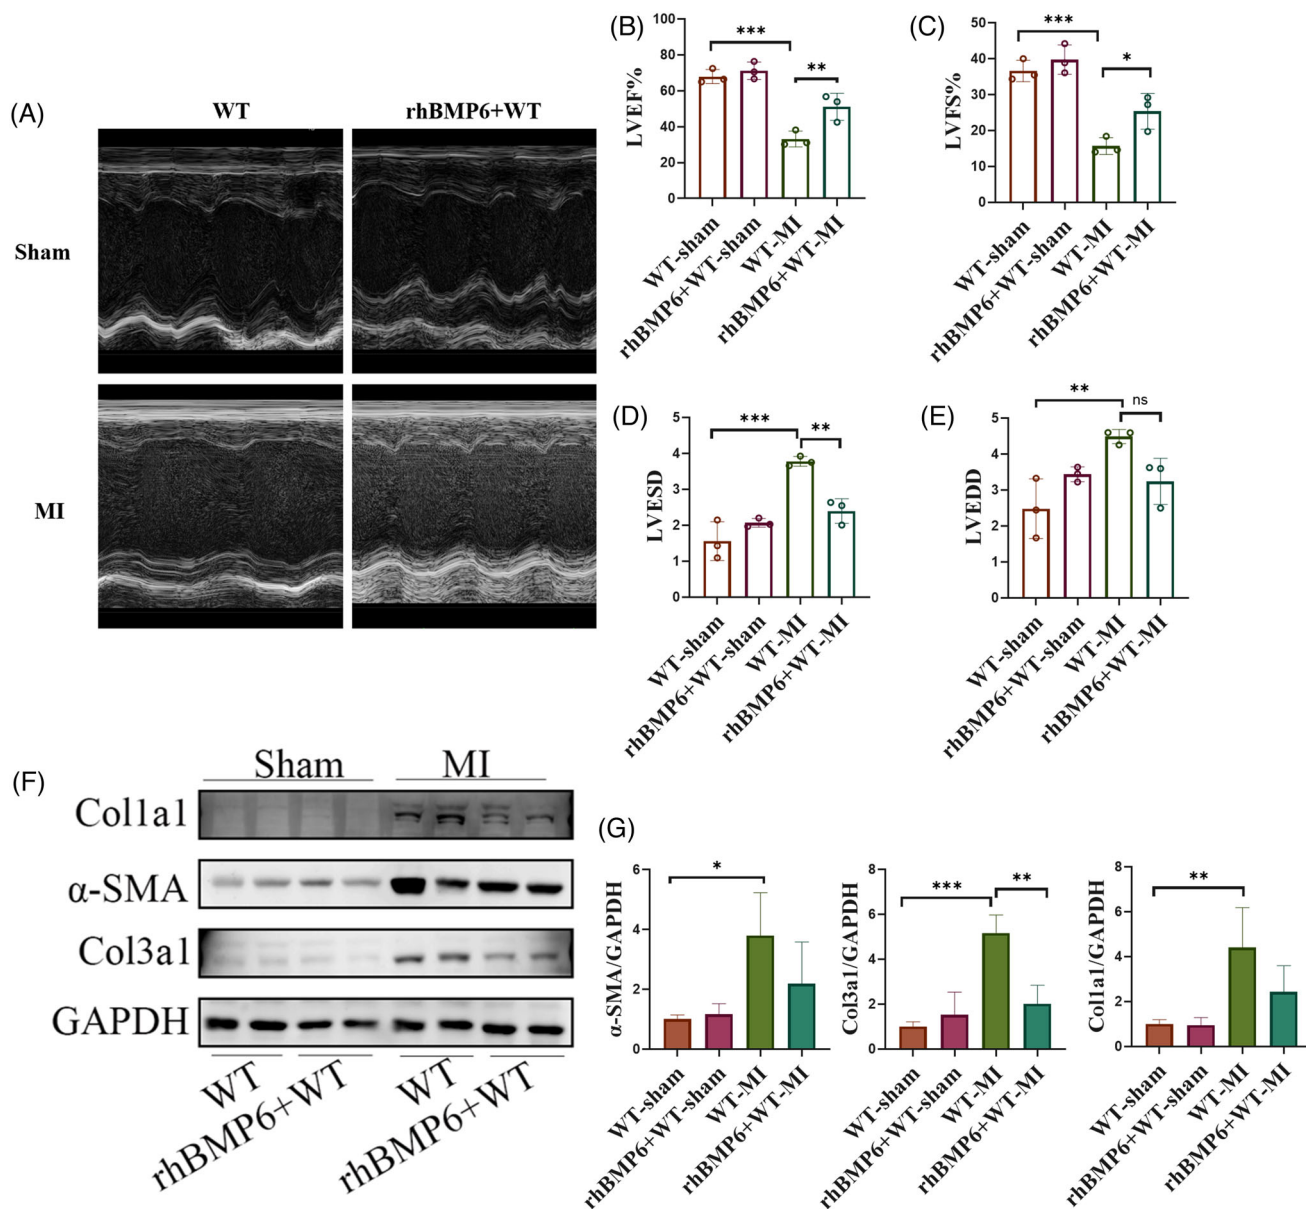 (A)
WT
rhBMP6+WT
Sham
MI
(B)
LVEF%
100
80
60
40
20
0
***
**
WT-sham
rhBMP6+WT-sham
WT-MI
rhBMP6+WT-MI
(C)
LVFS%
50
40
30
20
10
0
***
*
WT-sham
rhBMP6+WT-sham
WT-MI
rhBMP6+WT-MI
(D)
LVESD
5
4
3
2
1
0
***
**
WT-sham
rhBMP6+WT-sham
WT-MI
rhBMP6+WT-MI
(E)
LVEDD
5
4
3
2
1
0
**
ns
WT-sham
rhBMP6+WT-sham
WT-MI
rhBMP6+WT-MI
(F)
Sham
MI
Col1a1
α-SMA
Col3a1
GAPDH
WT
rhBMP6+WT
WT
rhBMP6+WT
(G)
α-SMA/GAPDH
6
4
2
0
*
WT-sham
rhBMP6+WT-sham
WT-MI
rhBMP6+WT-MI
Col3a1/GAPDH
8
6
4
2
0
***
**
WT-sham
rhBMP6+WT-sham
WT-MI
rhBMP6+WT-MI
Col1a1/GAPDH
8
6
4
2
0
**
WT-sham
rhBMP6+WT-sham
WT-MI
rhBMP6+WT-MI